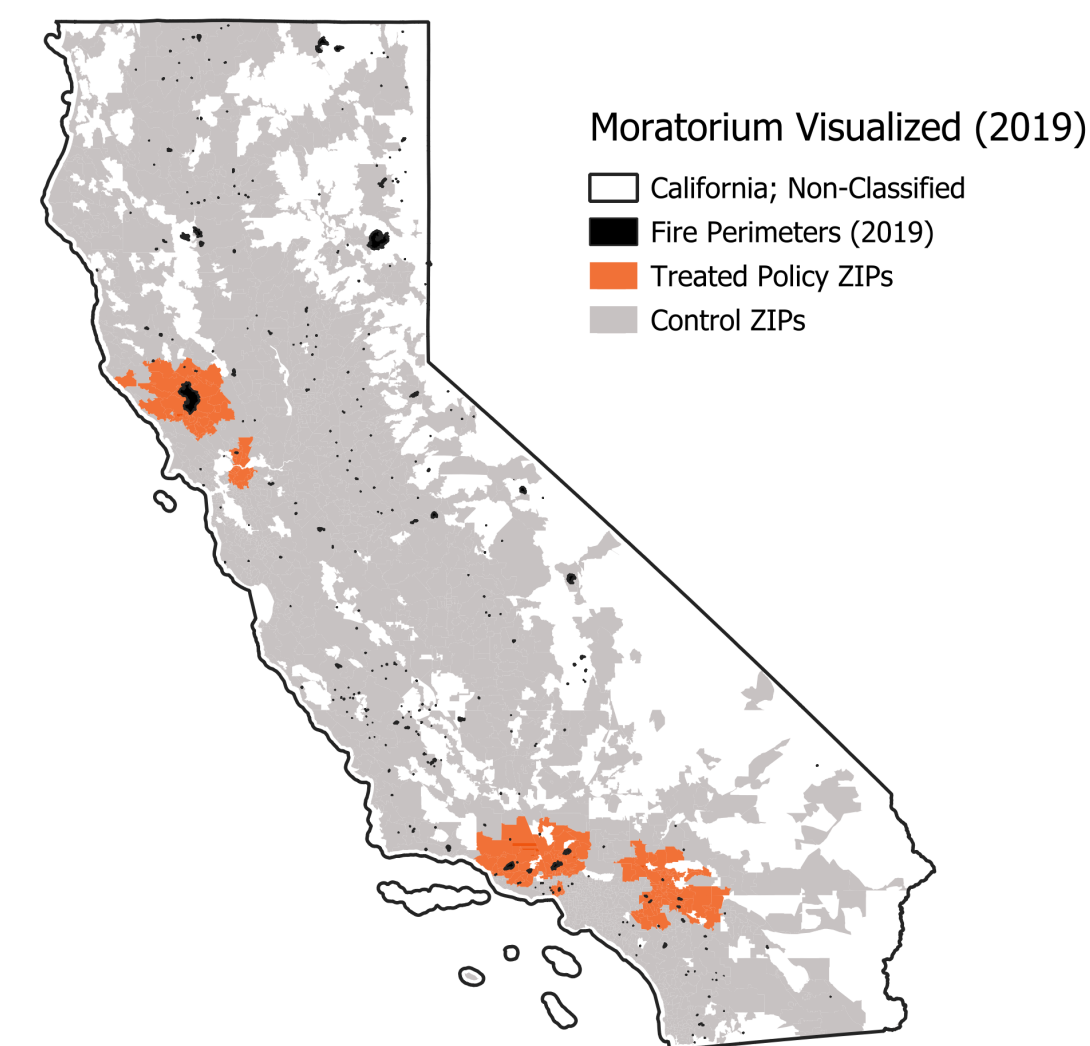 Moratorium Visualized (2019)
California; Non-Classified
Fire Perimeters (2019)
Treated Policy ZIPs
Control ZIPs